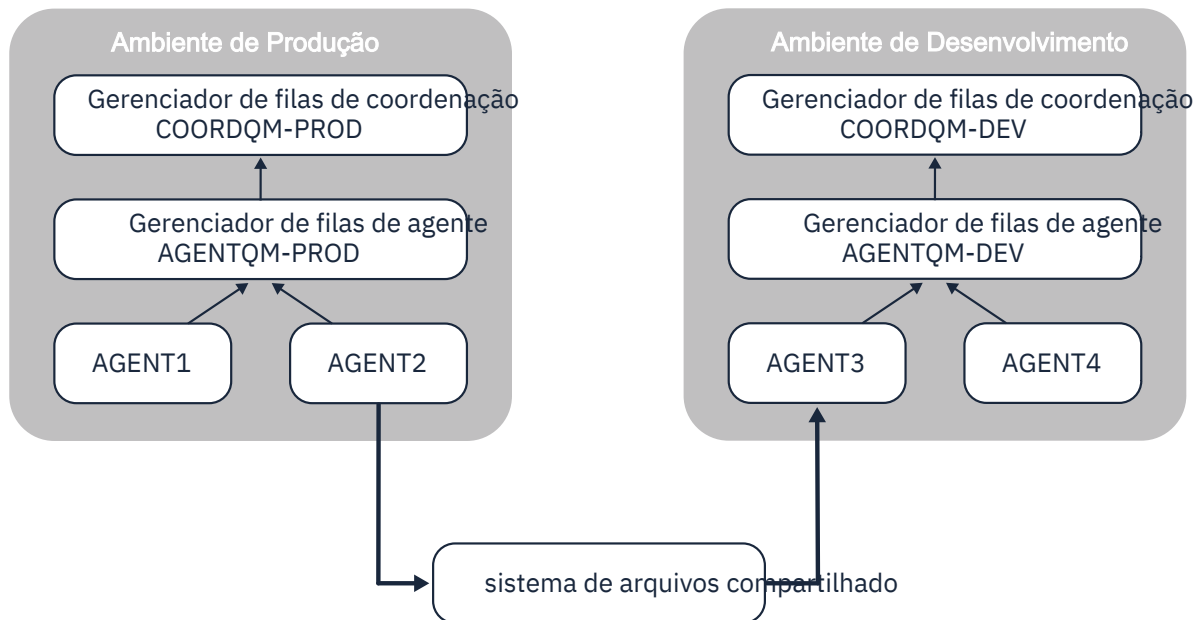 Ambiente de Produção
Gerenciador de filas de coordenação
COORDQM-PROD
Gerenciador de filas de agente
AGENTQM-PROD
AGENT1
AGENT2
Ambiente de Desenvolvimento
Gerenciador de filas de coordenação
COORDQM-DEV
Gerenciador de filas de agente
AGENTQM-DEV
AGENT3
AGENT4
sistema de arquivos compartilhado